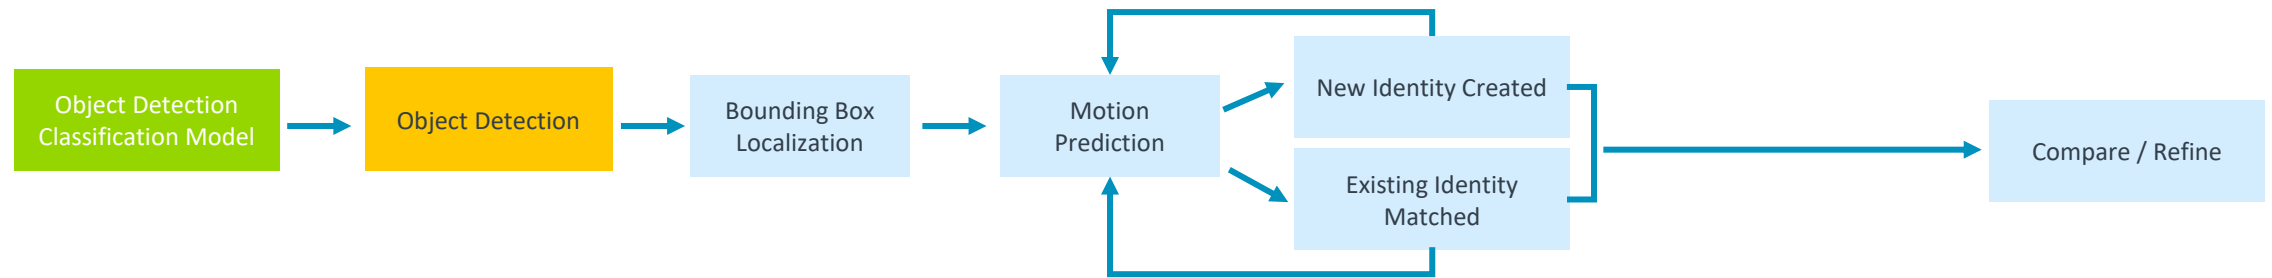 Object Detection
Classification Model
Object Detection
Bounding Box
Localization
Motion
Prediction
New Identity Created
Existing Identity
Matched
Compare / Refine